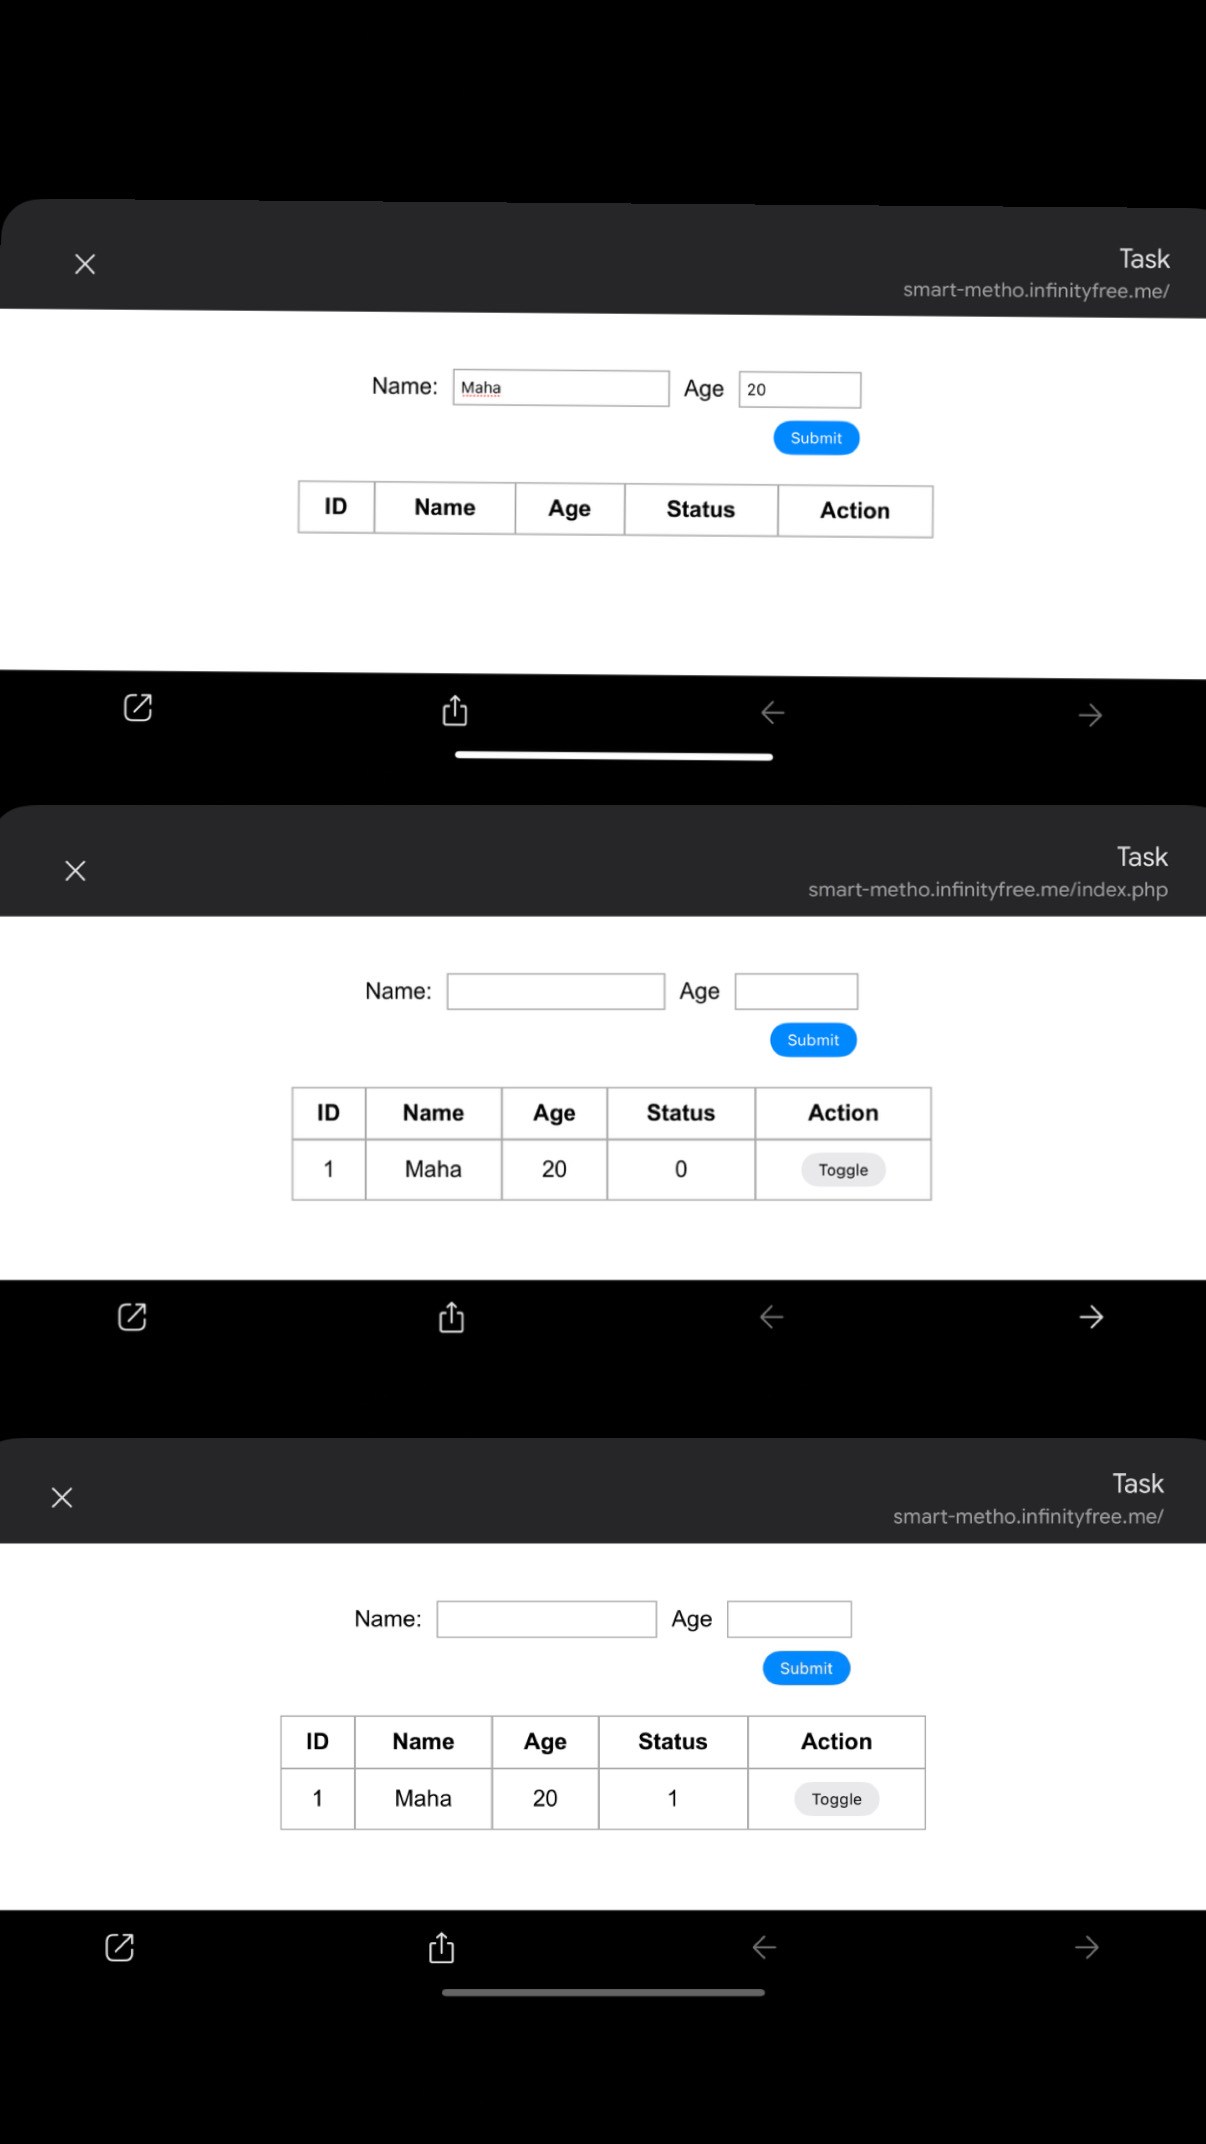 Task
smart-metho.infinityfree.me/
Name: Maha Age 20
Submit
ID Name Age Status Action
Task
smart-metho.infinityfree.me/index.php
Name: Age
Submit
ID Name Age Status Action
1 Maha 20 0 Toggle
Task
smart-metho.infinityfree.me/
Name: Age
Submit
ID Name Age Status Action
1 Maha 20 1 Toggle